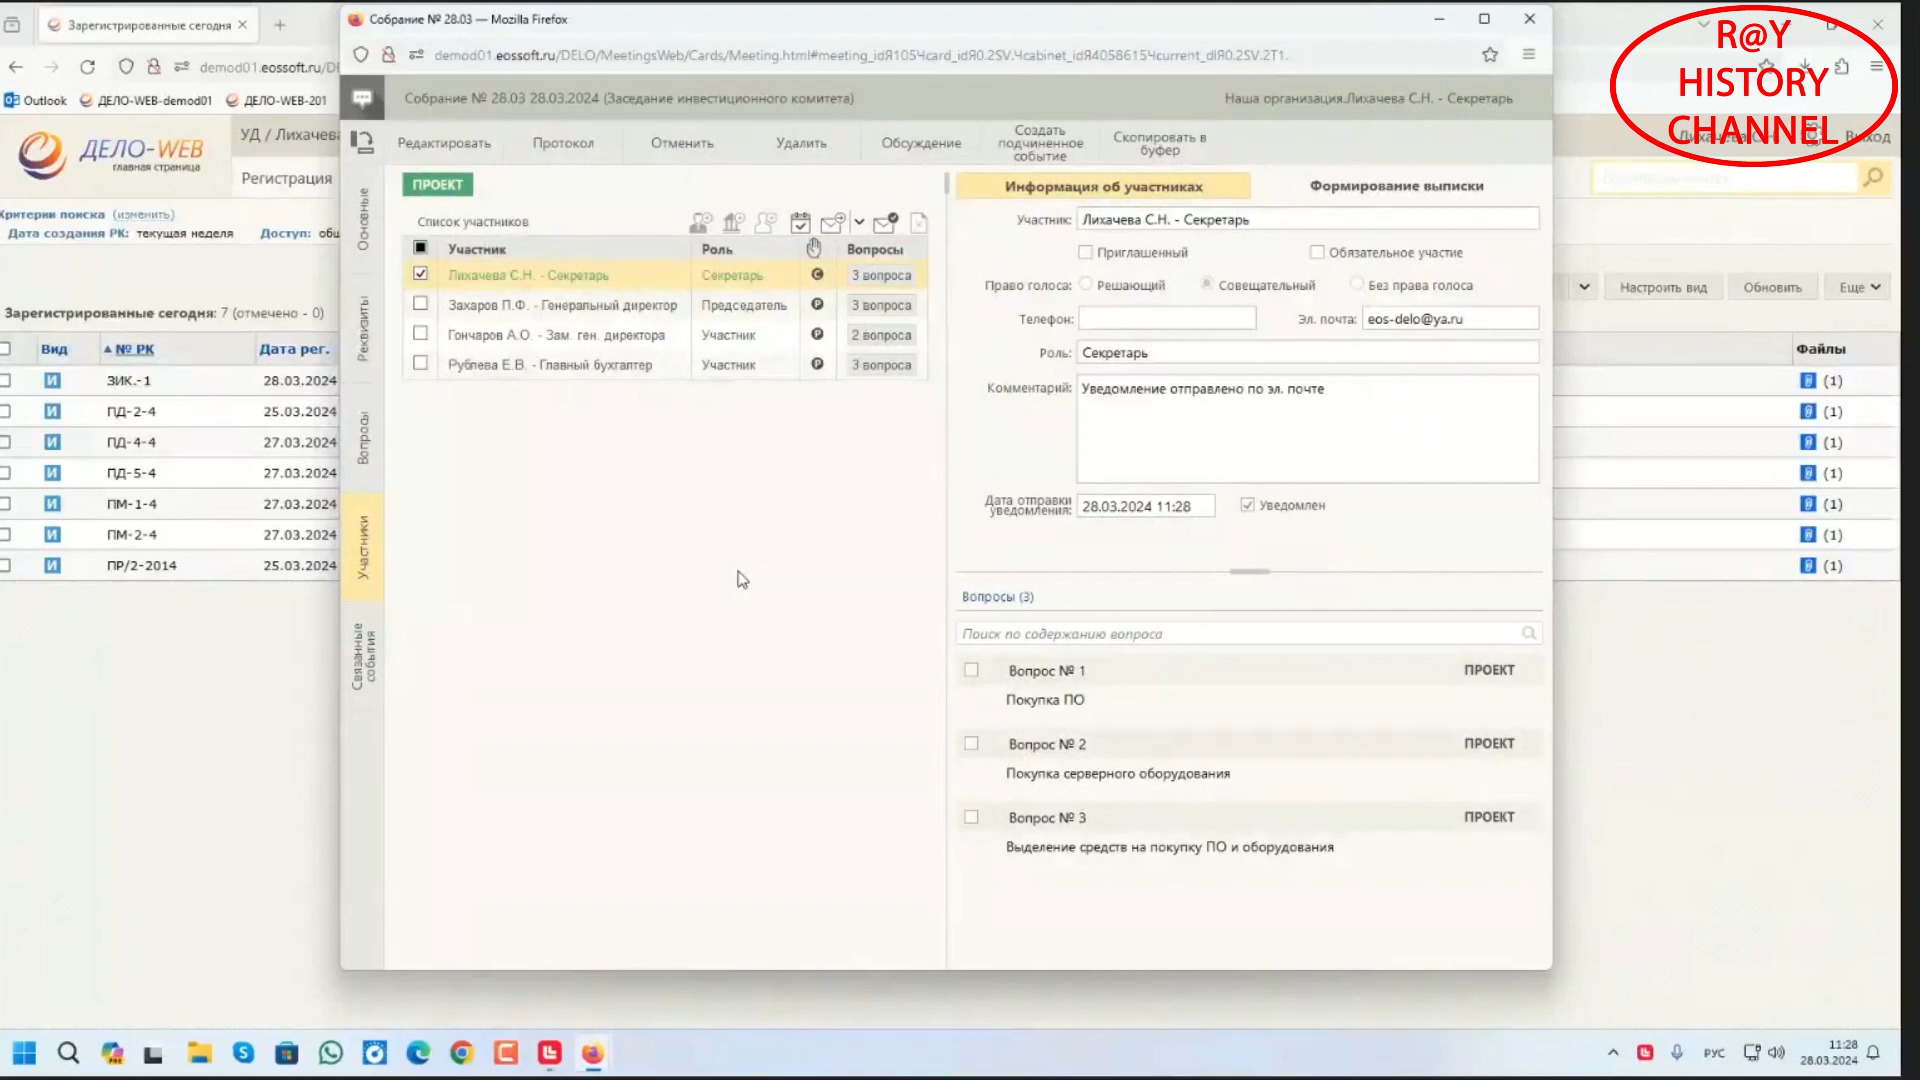 Зарегистрированные сегодня
demod01.eossoft.ru/DE
Outlook
ДЕЛО-WEB-demod01
ДЕЛО-WEB-201
ДЕЛО-WEB
главная страница
УД / Лихачева
Регистрация
Критерии поиска (изменить)
Дата создания РК: текущая неделя Доступ:
Зарегистрированные сегодня: 7 (отмечено - 0)
Вид № РК Дата рег.
И ЗИК.-1 28.03.2024
И ПД-2-4 25.03.2024
И ПД-4-4 27.03.2024
И ПД-5-4 27.03.2024
И ПМ-1-4 27.03.2024
И ПМ-2-4 27.03.2024
И ПР/2-2014 25.03.2024
Собрание № 28.03 — Mozilla Firefox
demod01.eossoft.ru/DELO/MeetingsWeb/Cards/Meeting.html#meeting_idЯ1105Чcard_idЯ0.2SV.Чcabinet_idЯ4058615Чcurrent_dlЯ0.2SV.2T1.
Собрание № 28.03 28.03.2024 (Заседание инвестиционного комитета)
Наша организация.Лихачева С.Н. - Секретарь
Редактировать
Протокол
Отменить
Удалить
Обсуждение
Создать
подчиненное
событие
Скопировать в
буфер
Основные
Реквизиты
Вопросы
Участники
Связанные
события
ПРОЕКТ
Список участников
Участник Роль Вопросы
Лихачева С.Н. - Секретарь Секретарь С 3 вопроса
Захаров П.Ф. - Генеральный директор Председатель Р 3 вопроса
Гончаров А.О. - Зам. ген. директора Участник Р 2 вопроса
Рублева Е.В. - Главный бухгалтер Участник Р 3 вопроса
Информация об участниках
Формирование выписки
Участник: Лихачева С.Н. - Секретарь
Приглашенный Обязательное участие
Право голоса: Решающий Совещательный Без права голоса
Телефон: Эл. почта: eos-delo@ya.ru
Роль: Секретарь
Комментарий: Уведомление отправлено по эл. почте
Дата отправки
уведомления: 28.03.2024 11:28 Уведомлен
Вопросы (3)
Поиск по содержанию вопроса
Вопрос № 1 ПРОЕКТ
Покупка ПО
Вопрос № 2 ПРОЕКТ
Покупка серверного оборудования
Вопрос № 3 ПРОЕКТ
Выделение средств на покупку ПО и оборудования
R@Y
HISTORY
CHANNEL
Выход
Настроить вид
Обновить
Еще
Файлы
(1)
(1)
(1)
(1)
(1)
(1)
(1)
РУС
11:28
28.03.2024